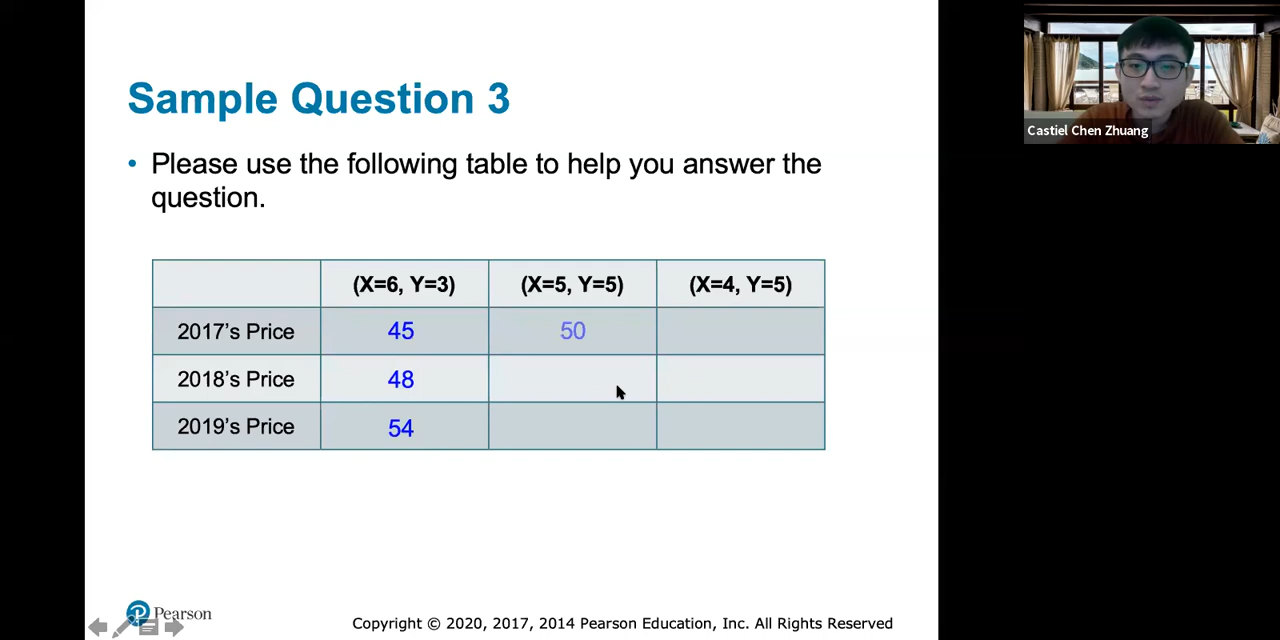 Sample Question 3
• Please use the following table to help you answer the
question.
(X=6, Y=3) (X=5, Y=5) (X=4, Y=5)
2017’s Price 45 50
2018’s Price 48
2019’s Price 54
Pearson
Copyright © 2020, 2017, 2014 Pearson Education, Inc. All Rights Reserved
Castiel Chen Zhuang